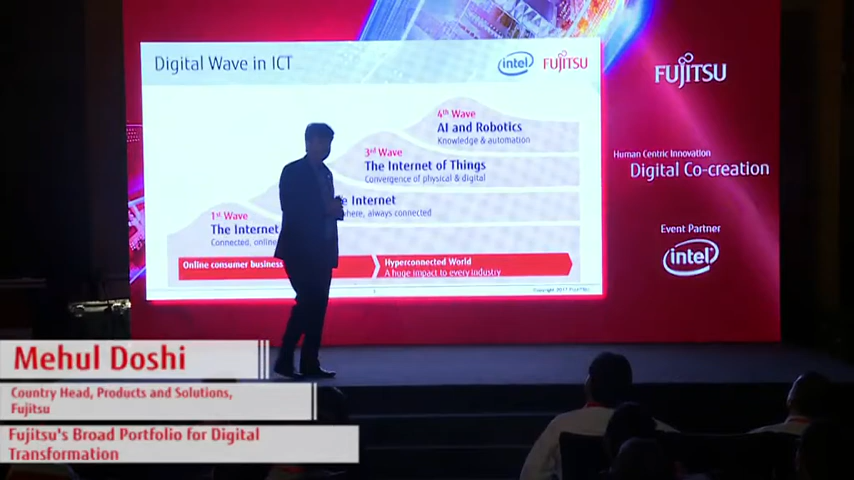 Digital Wave in ICT
intel
FUJITSU
4th Wave
AI and Robotics
Knowledge & automation
3rd Wave
The Internet of Things
Convergence of physical & digital
Internet
always connected
1st Wave
The Internet
Connected, online
Online consumer business
Hyperconnected World
A huge impact to every industry
Copyright 2017 FUJITSU
FUJITSU
Human Centric Innovation
Digital Co-creation
Event Partner
intel
Mehul Doshi
Country Head, Products and Solutions,
Fujitsu
Fujitsu's Broad Portfolio for Digital
Transformation